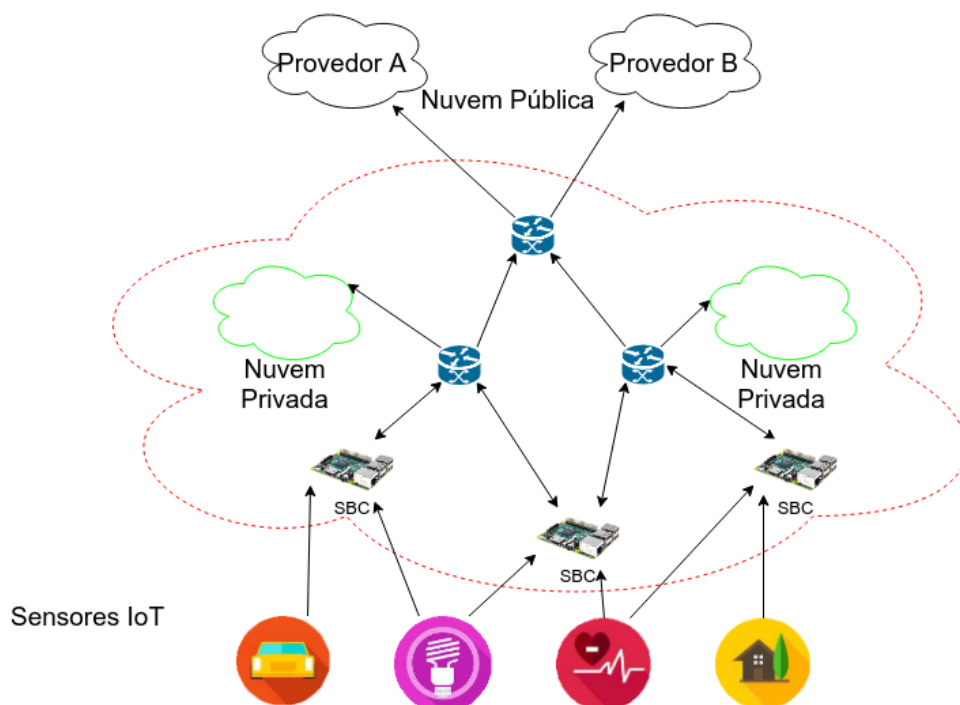 Provedor A
Provedor B
Nuvem Pública
Nuvem
Privada
Nuvem
Privada
SBC
SBC
SBC
Sensores IoT